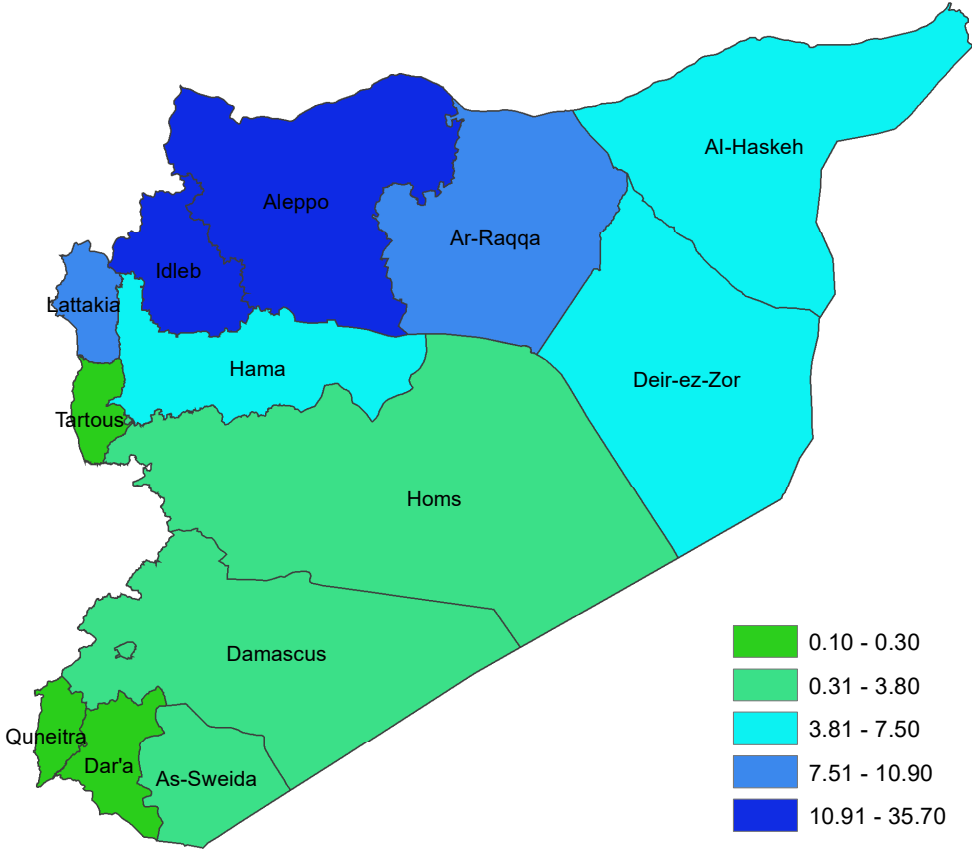 Al-Haskeh
Aleppo
Ar-Raqqa
Idleb
Lattakia
Hama
Deir-ez-Zor
Tartous
Homs
Damascus
Quneitra
Dar'a
As-Sweida
0.10 - 0.30
0.31 - 3.80
3.81 - 7.50
7.51 - 10.90
10.91 - 35.70